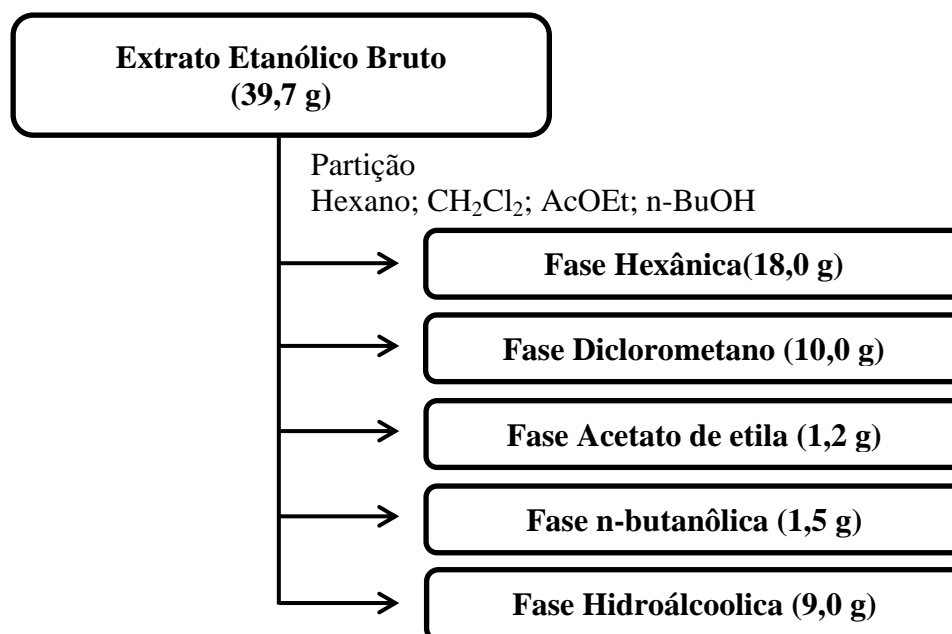 Extrato Etanólico Bruto
(39,7 g)
Partição
Hexano; CH₂Cl₂; AcOEt; n-BuOH
Fase Hexânica(18,0 g)
Fase Diclorometano (10,0 g)
Fase Acetato de etila (1,2 g)
Fase n-butanôlica (1,5 g)
Fase Hidroálcoolica (9,0 g)